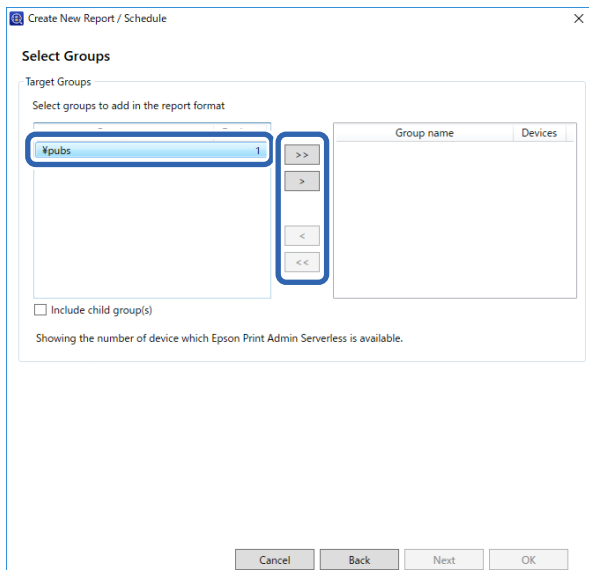 Create New Report / Schedule
Select Groups
Target Groups
Select groups to add in the report format
Group name Devices
¥pubs 1
>>
>
<
<<
Include child group(s)
Showing the number of device which Epson Print Admin Serverless is available.
Cancel Back Next OK